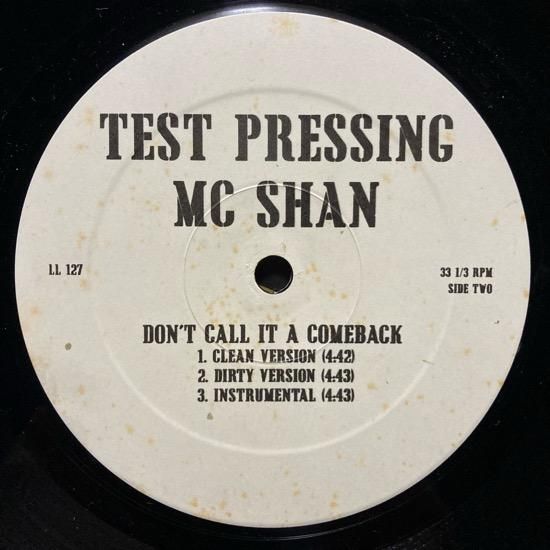 TEST PRESSING
MC SHAN
LL 127
33 1/3 RPM
SIDE TWO
DON'T CALL IT A COMEBACK
1. CLEAN VERSION (4:42)
2. DIRTY VERSION (4:43)
3. INSTRUMENTAL (4:43)